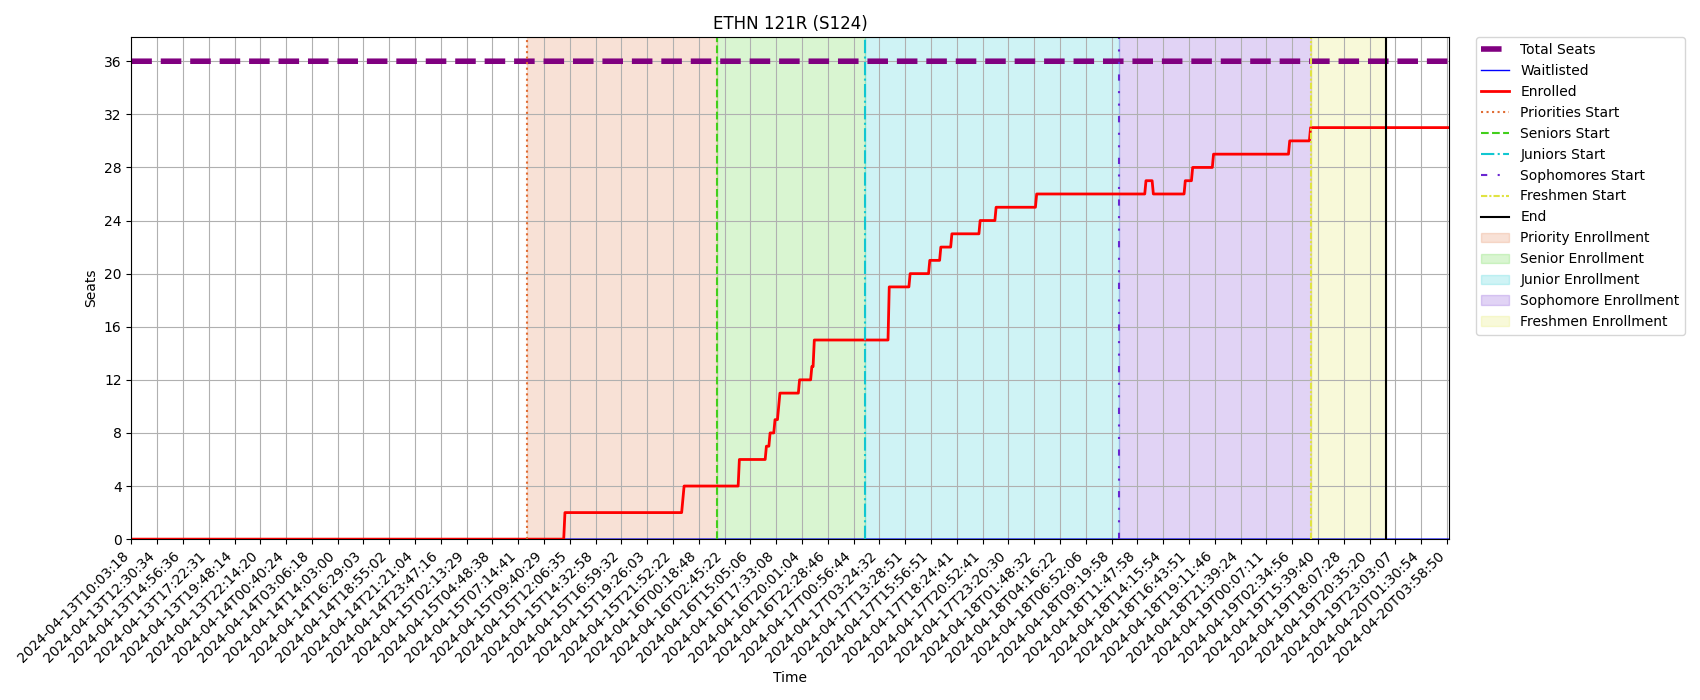 ETHN 121R (S124)
Seats
36
32
28
24
20
16
12
8
4
0
2024-04-13T10:03:18
2024-04-13T12:30:34
2024-04-13T14:56:36
2024-04-13T17:22:31
2024-04-13T19:48:14
2024-04-13T22:14:20
2024-04-14T00:40:24
2024-04-14T03:06:18
2024-04-14T14:03:00
2024-04-14T16:29:03
2024-04-14T18:55:02
2024-04-14T21:21:04
2024-04-14T23:47:16
2024-04-15T02:13:29
2024-04-15T04:48:38
2024-04-15T07:14:41
2024-04-15T09:40:29
2024-04-15T12:06:35
2024-04-15T14:32:58
2024-04-15T16:59:32
2024-04-15T19:26:03
2024-04-15T21:52:22
2024-04-16T00:18:48
2024-04-16T02:45:22
2024-04-16T15:05:06
2024-04-16T17:33:08
2024-04-16T20:01:04
2024-04-16T22:28:46
2024-04-17T00:56:44
2024-04-17T03:24:32
2024-04-17T13:28:51
2024-04-17T15:56:51
2024-04-17T18:24:41
2024-04-17T20:52:41
2024-04-17T23:20:30
2024-04-18T01:48:32
2024-04-18T04:16:22
2024-04-18T06:52:06
2024-04-18T09:19:58
2024-04-18T11:47:58
2024-04-18T14:15:54
2024-04-18T16:43:51
2024-04-18T19:11:46
2024-04-18T21:39:24
2024-04-19T00:07:11
2024-04-19T02:34:56
2024-04-19T15:39:40
2024-04-19T18:07:28
2024-04-19T20:35:20
2024-04-19T23:03:07
2024-04-20T01:30:54
2024-04-20T03:58:50
Time
Total Seats
Waitlisted
Enrolled
Priorities Start
Seniors Start
Juniors Start
Sophomores Start
Freshmen Start
End
Priority Enrollment
Senior Enrollment
Junior Enrollment
Sophomore Enrollment
Freshmen Enrollment